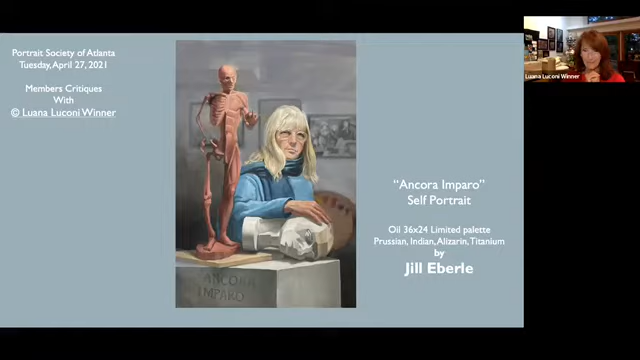 Portrait Society of Atlanta
Tuesday, April 27, 2021
Members Critiques
With
© Luana Luconi Winner
ANCORA
IMPARO
“Ancora Imparo”
Self Portrait
Oil 36x24 Limited palette
Prussian, Indian, Alizarin, Titanium
by
Jill Eberle
Luana Luconi Winner